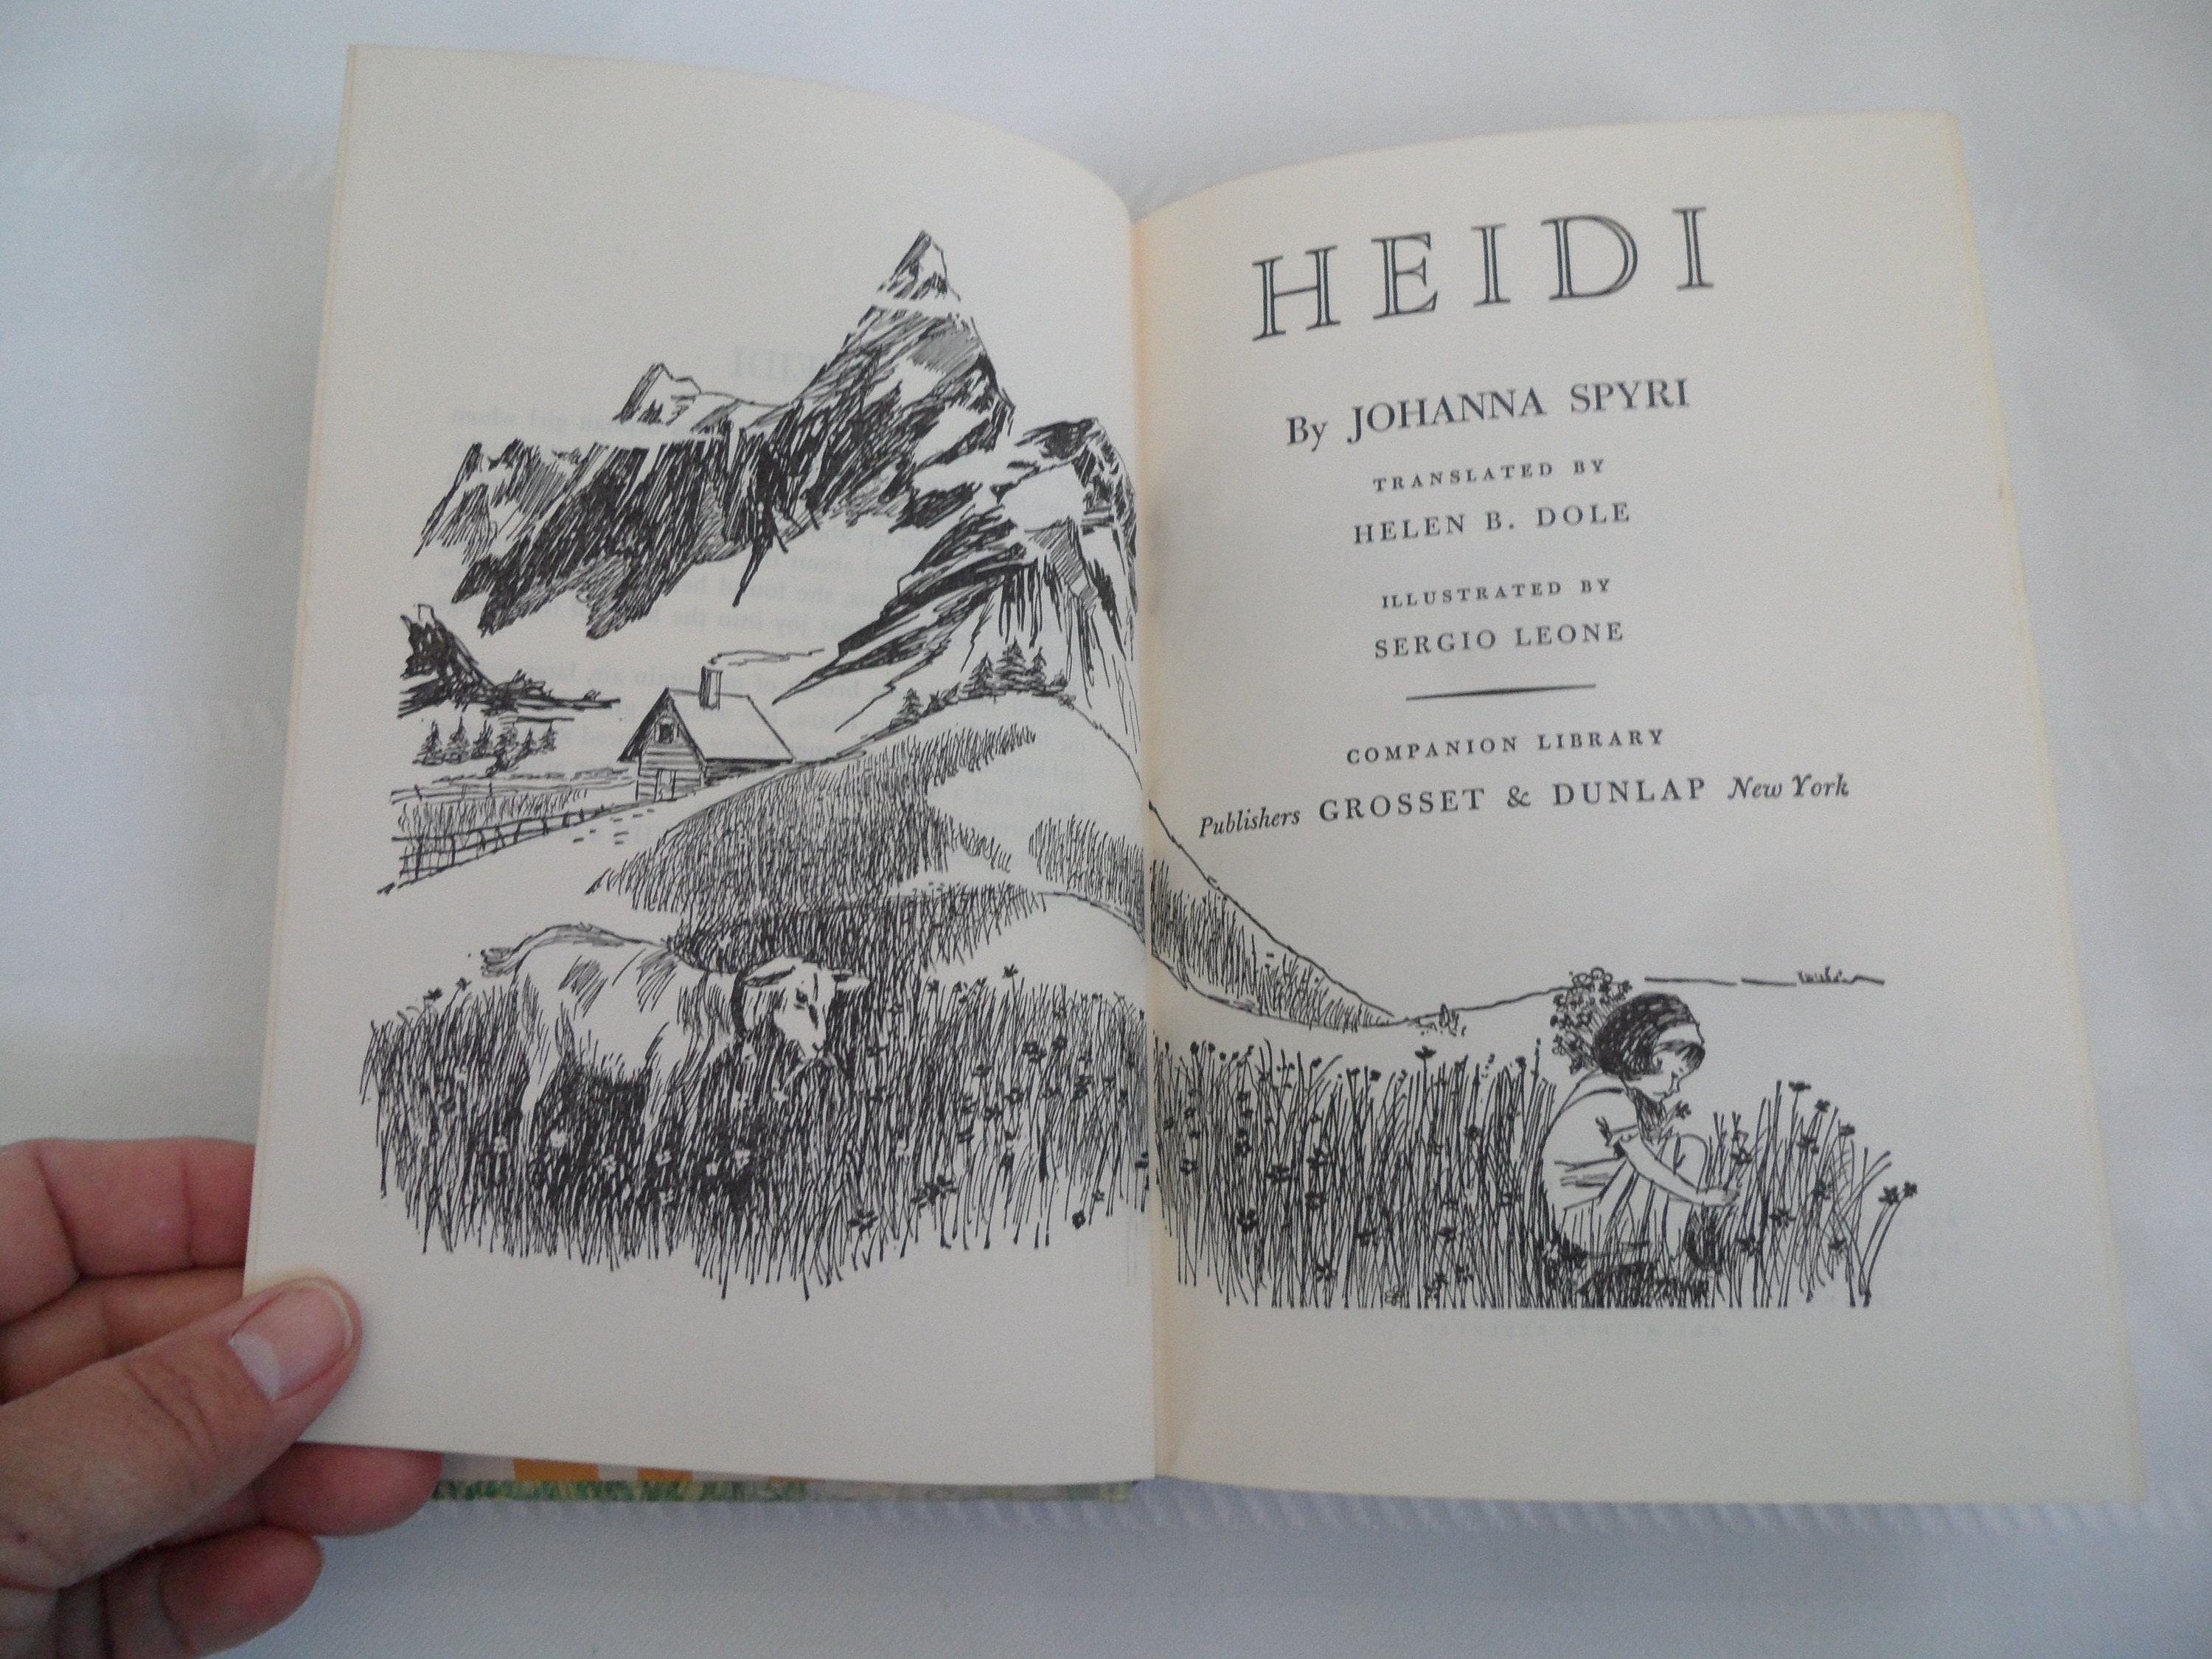 HEIDI
By JOHANNA SPYRI
TRANSLATED BY
HELEN B. DOLE
ILLUSTRATED BY
SERGIO LEONE
COMPANION LIBRARY
Publishers GROSSET & DUNLAP New York